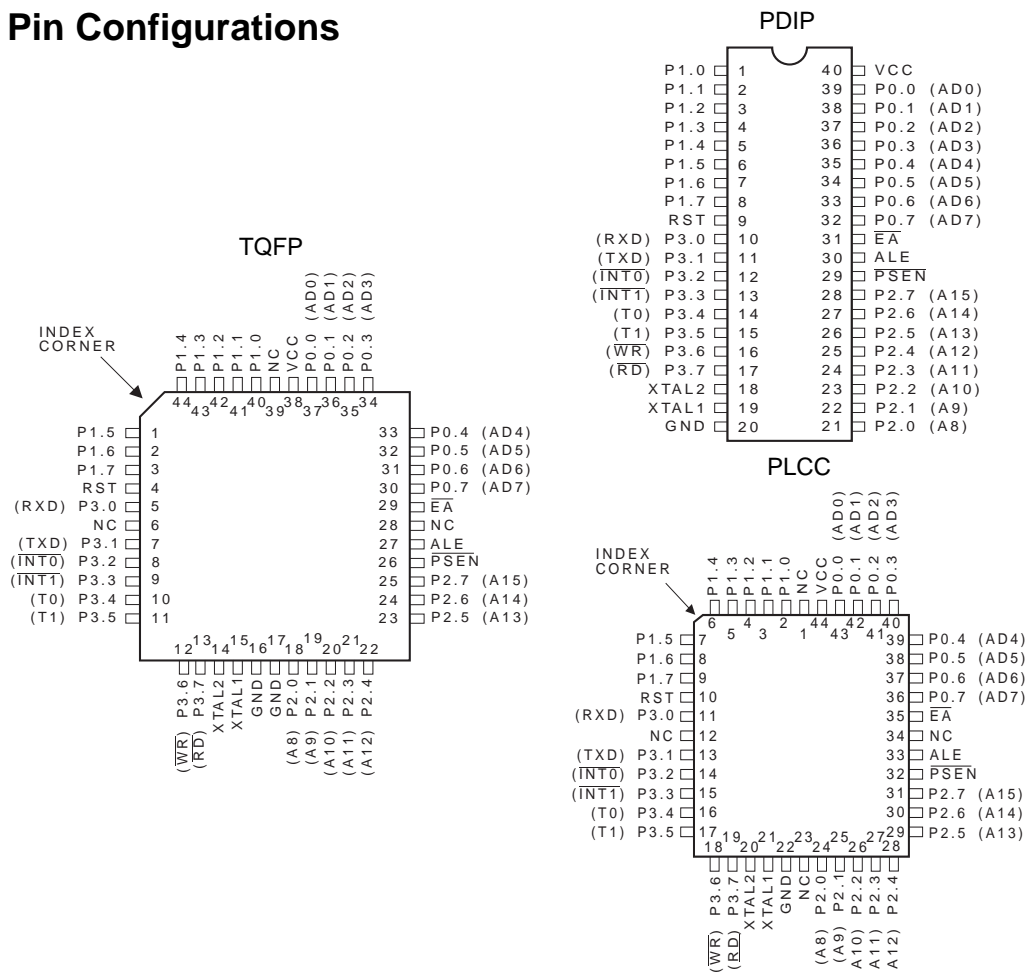 Pin Configurations
PDIP
P1.0 1 40 VCC
P1.1 2 39 P0.0 (AD0)
P1.2 3 38 P0.1 (AD1)
P1.3 4 37 P0.2 (AD2)
P1.4 5 36 P0.3 (AD3)
P1.5 6 35 P0.4 (AD4)
P1.6 7 34 P0.5 (AD5)
P1.7 8 33 P0.6 (AD6)
RST 9 32 P0.7 (AD7)
(RXD) P3.0 10 31 EA
(TXD) P3.1 11 30 ALE
(INT0) P3.2 12 29 PSEN
(INT1) P3.3 13 28 P2.7 (A15)
(T0) P3.4 14 27 P2.6 (A14)
(T1) P3.5 15 26 P2.5 (A13)
(WR) P3.6 16 25 P2.4 (A12)
(RD) P3.7 17 24 P2.3 (A11)
XTAL2 18 23 P2.2 (A10)
XTAL1 19 22 P2.1 (A9)
GND 20 21 P2.0 (A8)
TQFP
INDEX
CORNER
P1.4 P1.3 P1.2 P1.1 P1.0 NC VCC P0.0 (AD0) P0.1 (AD1) P0.2 (AD2) P0.3 (AD3)
44 43 42 41 40 39 38 37 36 35 34
P1.5 1 33 P0.4 (AD4)
P1.6 2 32 P0.5 (AD5)
P1.7 3 31 P0.6 (AD6)
RST 4 30 P0.7 (AD7)
(RXD) P3.0 5 29 EA
NC 6 28 NC
(TXD) P3.1 7 27 ALE
(INT0) P3.2 8 26 PSEN
(INT1) P3.3 9 25 P2.7 (A15)
(T0) P3.4 10 24 P2.6 (A14)
(T1) P3.5 11 23 P2.5 (A13)
12 13 14 15 16 17 18 19 20 21 22
(WR) P3.6 (RD) P3.7 XTAL2 XTAL1 GND GND (A8) P2.0 (A9) P2.1 (A10) P2.2 (A11) P2.3 (A12) P2.4
PLCC
INDEX
CORNER
P1.4 P1.3 P1.2 P1.1 P1.0 NC VCC P0.0 (AD0) P0.1 (AD1) P0.2 (AD2) P0.3 (AD3)
6 5 4 3 2 1 44 43 42 41 40
P1.5 7 39 P0.4 (AD4)
P1.6 8 38 P0.5 (AD5)
P1.7 9 37 P0.6 (AD6)
RST 10 36 P0.7 (AD7)
(RXD) P3.0 11 35 EA
NC 12 34 NC
(TXD) P3.1 13 33 ALE
(INT0) P3.2 14 32 PSEN
(INT1) P3.3 15 31 P2.7 (A15)
(T0) P3.4 16 30 P2.6 (A14)
(T1) P3.5 17 29 P2.5 (A13)
18 19 20 21 22 23 24 25 26 27 28
(WR) P3.6 (RD) P3.7 XTAL2 XTAL1 GND NC (A8) P2.0 (A9) P2.1 A10) P2.2 A11) P2.3 A12) P2.4